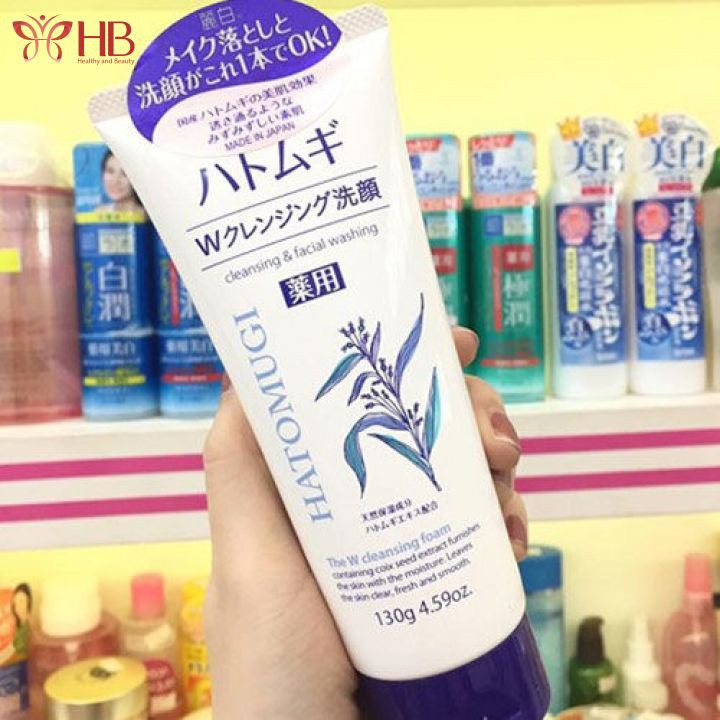 HB
Healthy and Beauty
麗白
メイク落としと
洗顔がこれ1本でOK!
国産ハトムギの美肌効果
透き通るような
みずみずしい素肌
MADE IN JAPAN
ハトムギ
Wクレンジング洗顔
cleansing & facial washing
薬用
HATOMUGI
天然保湿成分
ハトムギエキス配合
The W cleansing foam
containing coix seed extract furnishes
the skin with the moisture. Leaves
the skin clear, fresh and smooth.
130g 4.59oz.
白潤
薬用美白
極潤
美白
美白